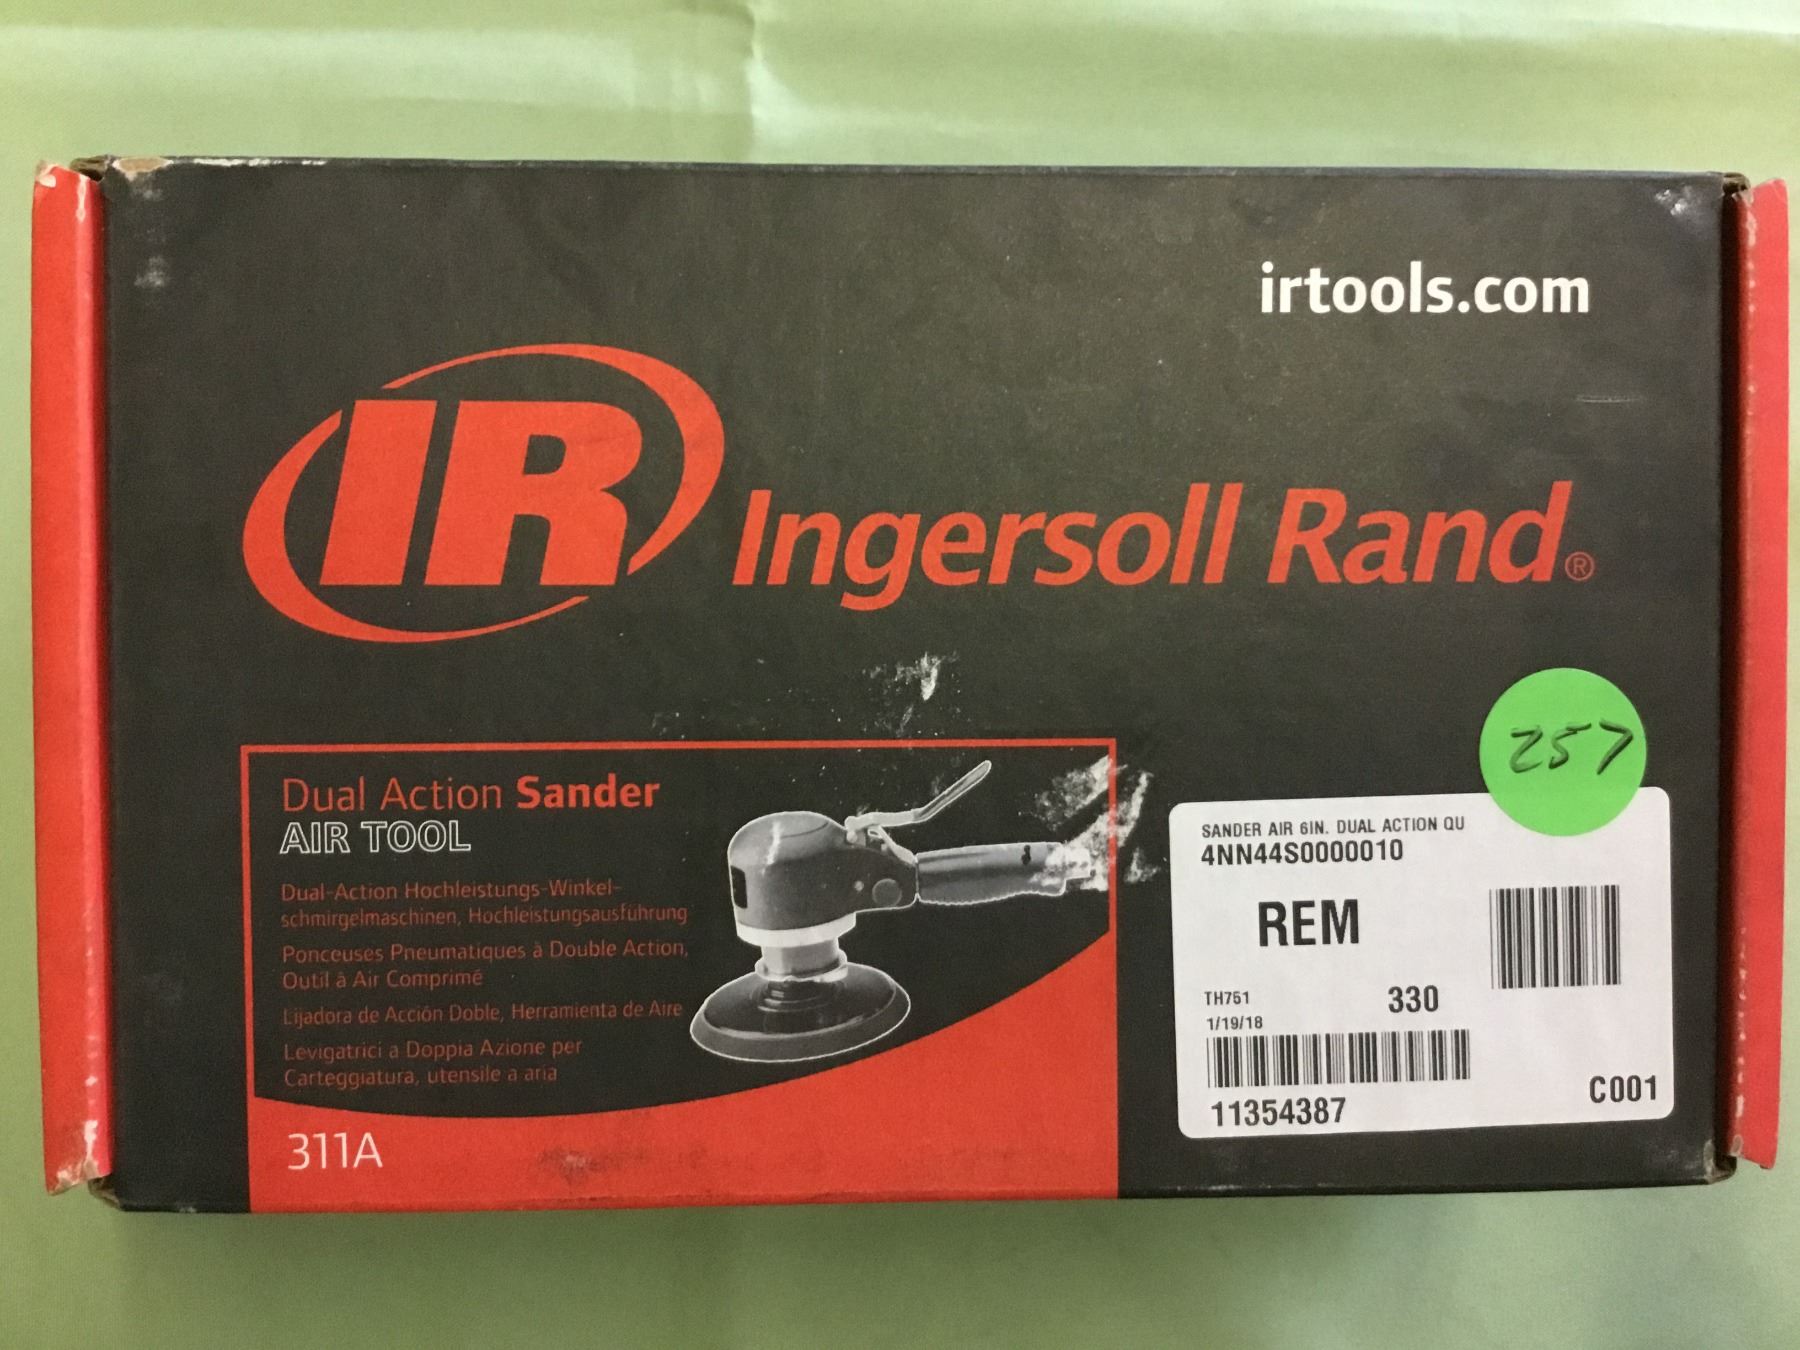 irtools.com
IR Ingersoll Rand®
Dual Action Sander
AIR TOOL
Dual-Action Hochleistungs-Winkel-
schmirgelmaschinen, Hochleistungsausführung
Ponceuses Pneumatiques à Double Action,
Outil à Air Comprimé
Lijadora de Acción Doble, Herramienta de Aire
Levigatrici a Doppia Azione per
Carteggiatura, utensile a aria
311A
257
SANDER AIR 6IN. DUAL ACTION QU
4NN44S0000010
REM
TH751
330
1/19/18
11354387
C001